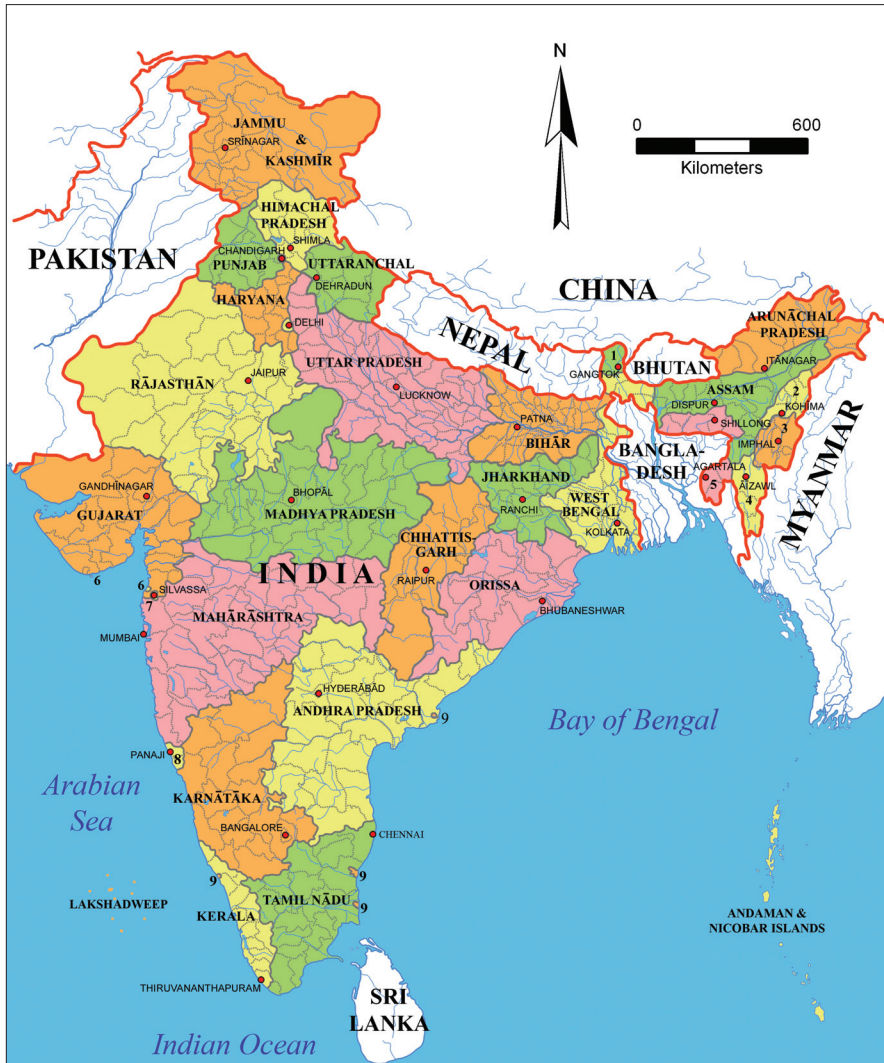 N
0 600
Kilometers
JAMMU
&
KASHMĪR
SRĪNAGAR
HIMACHAL
PRADESH
SHIMLA
CHANDIGARH
PUNJAB
UTTARANCHAL
DEHRADUN
PAKISTAN
HARYANA
DELHI
CHINA
NEPAL
ARUNĀCHAL
PRADESH
UTTAR PRADESH
RĀJASTHĀN
JAIPUR
LUCKNOW
1
GANGTOK
BHUTAN
ITĀNAGAR
ASSAM
2
DISPUR
KOHIMA
SHILLONG
3
IMPHAL
PATNA
BIHĀR
BANGLA-
DESH
AGARTALA
5
AIZAWL
4
MYANMAR
GANDHĪNAGAR
GUJARAT
BHOPĀL
MADHYA PRADESH
JHARKHAND
RANCHI
WEST
BENGAL
KOLKATA
CHHATTIS-
GARH
RAIPUR
INDIA
ORISSA
BHUBANESHWAR
6
6
SILVASSA
7
MAHĀRĀSHTRA
MUMBAI
HYDERĀBĀD
ANDHRA PRADESH
9
Bay of Bengal
PANAJI
8
Arabian
Sea
KARNĀTĀKA
BANGALORE
CHENNAI
9
9
9
LAKSHADWEEP
TAMIL NĀDU
KERALA
ANDAMAN &
NICOBAR ISLANDS
THIRUVANANTHAPURAM
SRI
LANKA
Indian Ocean